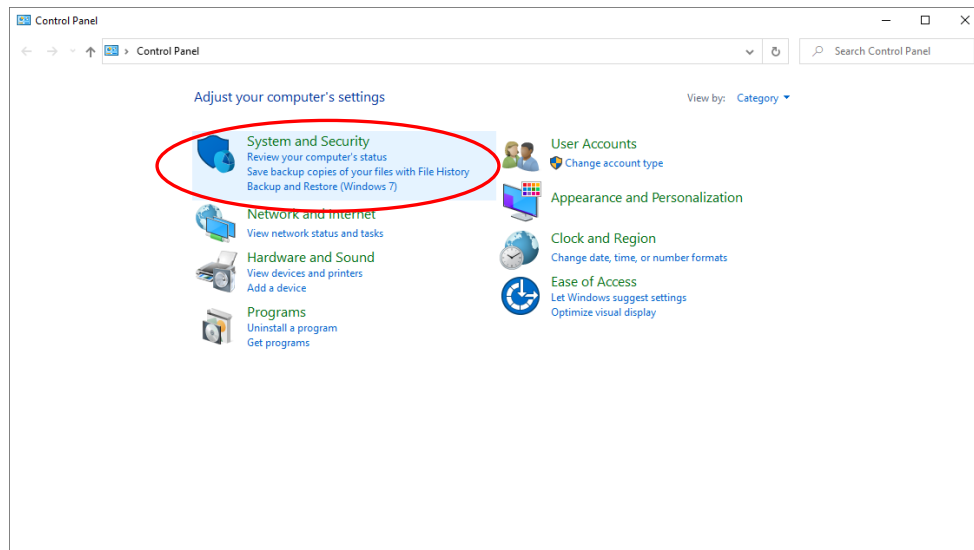 Control Panel
Control Panel
Search Control Panel
Adjust your computer's settings
View by: Category
System and Security
Review your computer's status
Save backup copies of your files with File History
Backup and Restore (Windows 7)
Network and Internet
View network status and tasks
Hardware and Sound
View devices and printers
Add a device
Programs
Uninstall a program
Get programs
User Accounts
Change account type
Appearance and Personalization
Clock and Region
Change date, time, or number formats
Ease of Access
Let Windows suggest settings
Optimize visual display